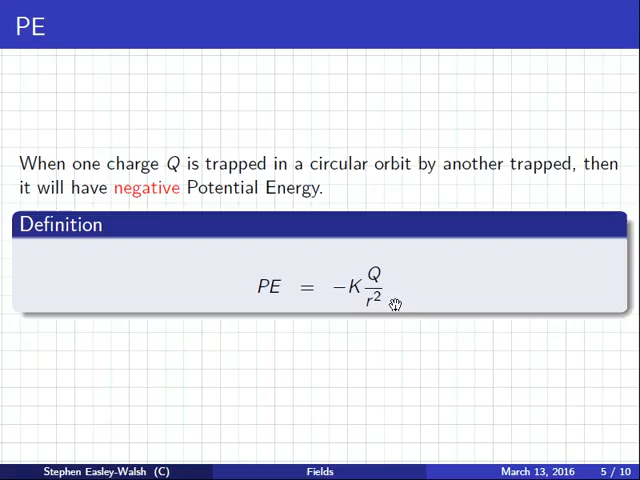 PE
When one charge Q is trapped in a circular orbit by another trapped, then
it will have negative Potential Energy.
Definition
PE = −K Q/r²
Stephen Easley-Walsh (C) Fields March 13, 2016 5 / 10